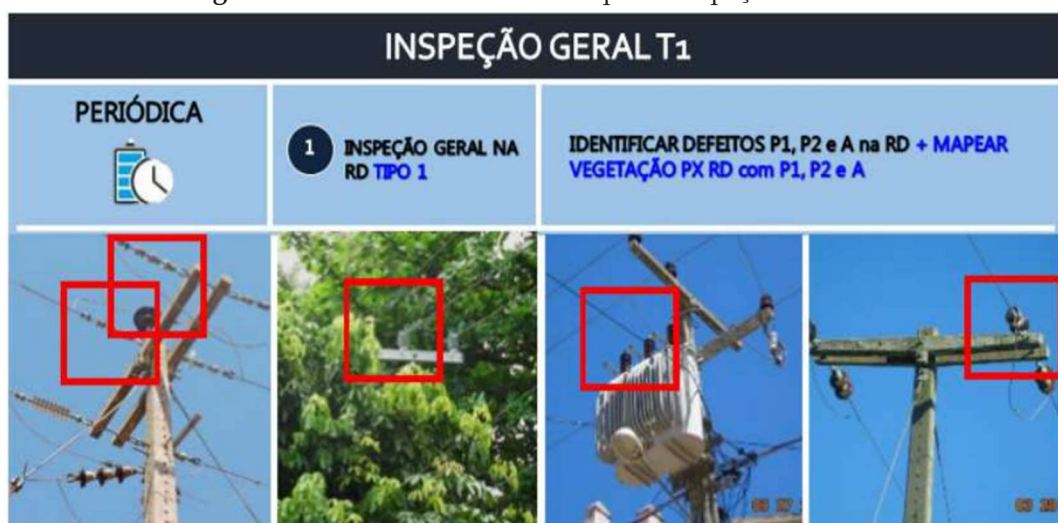 INSPEÇÃO GERAL T1
PERIÓDICA
1
INSPEÇÃO GERAL NA
RD TIPO 1
IDENTIFICAR DEFEITOS P1, P2 e A na RD + MAPEAR
VEGETAÇÃO PX RD com P1, P2 e A